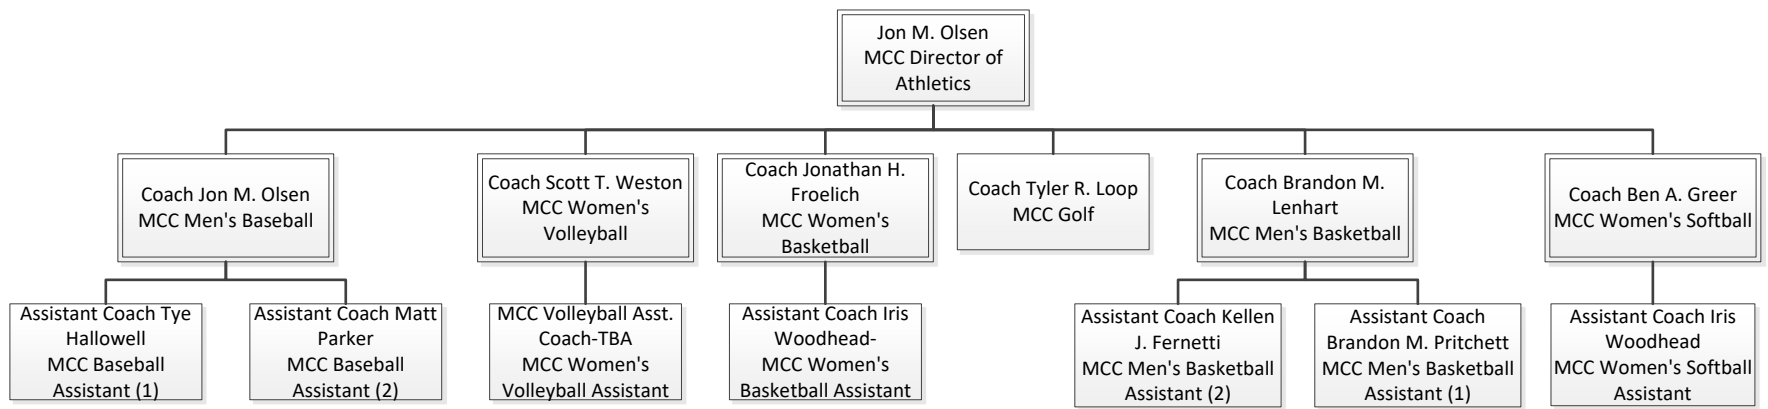 Jon M. Olsen
MCC Director of
Athletics
Coach Jon M. Olsen
MCC Men's Baseball
Coach Scott T. Weston
MCC Women's
Volleyball
Coach Jonathan H.
Froelich
MCC Women's
Basketball
Coach Tyler R. Loop
MCC Golf
Coach Brandon M.
Lenhart
MCC Men's Basketball
Coach Ben A. Greer
MCC Women's Softball
Assistant Coach Tye
Hallowell
MCC Baseball
Assistant (1)
Assistant Coach Matt
Parker
MCC Baseball
Assistant (2)
MCC Volleyball Asst.
Coach-TBA
MCC Women's
Volleyball Assistant
Assistant Coach Iris
Woodhead-
MCC Women's
Basketball Assistant
Assistant Coach Kellen
J. Fernetti
MCC Men's Basketball
Assistant (2)
Assistant Coach
Brandon M. Pritchett
MCC Men's Basketball
Assistant (1)
Assistant Coach Iris
Woodhead
MCC Women's Softball
Assistant